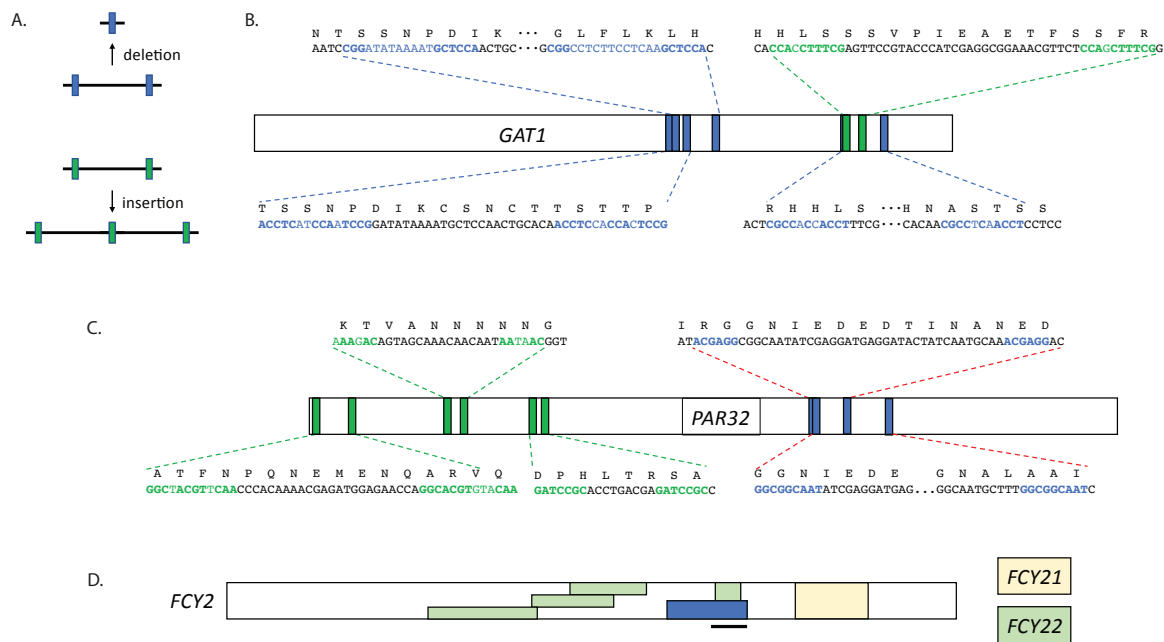 A.
deletion
insertion
B.
N T S S N P D I K ··· G L F L K L H
AATCCGGATATAAAATGCTCCAACTGC···GCGGCCTCTTCCTCAAGCTCCAC
H H L S S S V P I E A E T F S S F R
CACCACCTTTCGAGTTCCGTACCCATCGAGGCGGAAACGTTCTCCAGCTTTCGG
GAT1
T S S N P D I K C S N C T T S T T P
ACCTCATCCAATCCGGATATAAAATGCTCCAACTGCACAACCTCCACCACTCCG
R H H L S ··· H N A S T S S
ACTCGCCACCACCTTTCG···CACAACGCCTCAACCTCCTCC
C.
K T V A N N N N N G
AAAGACAGTAGCAAACAACAATAATAACGGT
I R G G N I E D E D T I N A N E D
ATACGAGGCGGCAATATCGAGGATGAGGATACTATCAATGCAAACGAGGAC
PAR32
A T F N P Q N E M E N Q A R V Q
GGCTACGTTCAACCCACAAAACGAGATGGAGAACCAGGCACGTGTACAA
D P H L T R S A
GATCCGCACCTGACGAGATCCGCC
G G N I E D E G N A L A A I
GGCGGCAATATCGAGGATGAG...GGCAATGCTTTGGCGGCAATC
D.
FCY2
FCY21
FCY22